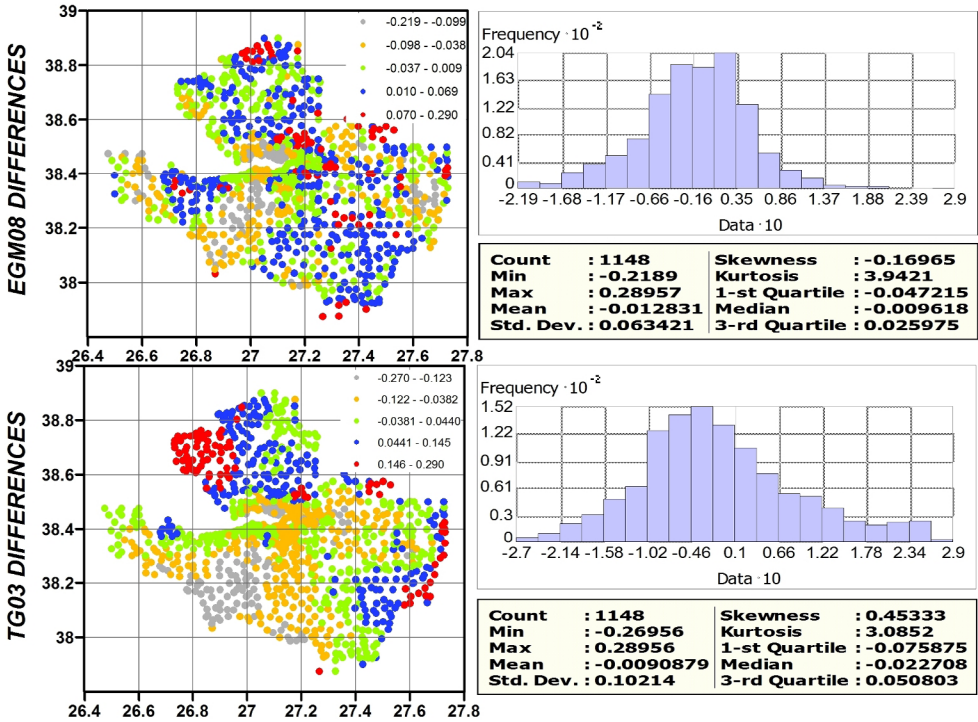 EGM08 DIFFERENCES
39
38.8
38.6
38.4
38.2
38
26.4 26.6 26.8 27 27.2 27.4 27.6 27.8
-0.219 - -0.099
-0.098 - -0.038
-0.037 - 0.009
0.010 - 0.069
0.070 - 0.290
Frequency · 10 -2
2.04
1.63
1.22
0.82
0.41
0
-2.19 -1.68 -1.17 -0.66 -0.16 0.35 0.86 1.37 1.88 2.39 2.9
Data · 10
Count : 1148 Skewness : -0.16965
Min : -0.2189 Kurtosis : 3.9421
Max : 0.28957 1-st Quartile : -0.047215
Mean : -0.012831 Median : -0.009618
Std. Dev. : 0.063421 3-rd Quartile : 0.025975
TG03 DIFFERENCES
39
38.8
38.6
38.4
38.2
38
26.4 26.6 26.8 27 27.2 27.4 27.6 27.8
-0.270 - -0.123
-0.122 - -0.0382
-0.0381 - 0.0440
0.0441 - 0.145
0.146 - 0.290
Frequency · 10 -2
1.52
1.22
0.91
0.61
0.3
0
-2.7 -2.14 -1.58 -1.02 -0.46 0.1 0.66 1.22 1.78 2.34 2.9
Data · 10
Count : 1148 Skewness : 0.45333
Min : -0.26956 Kurtosis : 3.0852
Max : 0.28956 1-st Quartile : -0.075875
Mean : -0.0090879 Median : -0.022708
Std. Dev. : 0.10214 3-rd Quartile : 0.050803